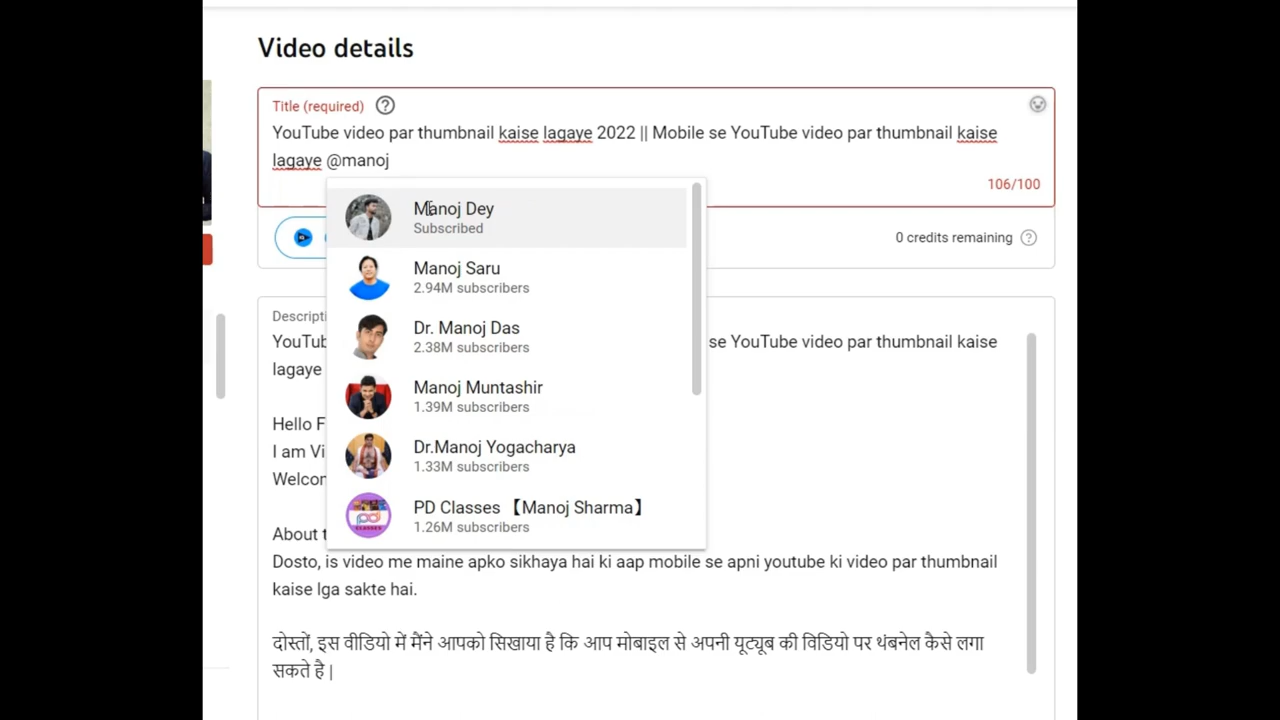 Video details
Title (required)
YouTube video par thumbnail kaise lagaye 2022 || Mobile se YouTube video par thumbnail kaise
lagaye @manoj
106/100
Manoj Dey
Subscribed
0 credits remaining
Manoj Saru
2.94M subscribers
Descripti
YouTub
se YouTube video par thumbnail kaise
Dr. Manoj Das
2.38M subscribers
lagaye
Manoj Muntashir
1.39M subscribers
Hello F
I am Vi
Dr.Manoj Yogacharya
1.33M subscribers
Welcom
PD Classes 【Manoj Sharma】
1.26M subscribers
pd
CLASSES
About t
Dosto, is video me maine apko sikhaya hai ki aap mobile se apni youtube ki video par thumbnail
kaise lga sakte hai.
दोस्तों, इस वीडियो में मैंने आपको सिखाया है कि आप मोबाइल से अपनी यूट्यूब की विडियो पर थंबनेल कैसे लगा
सकते है |